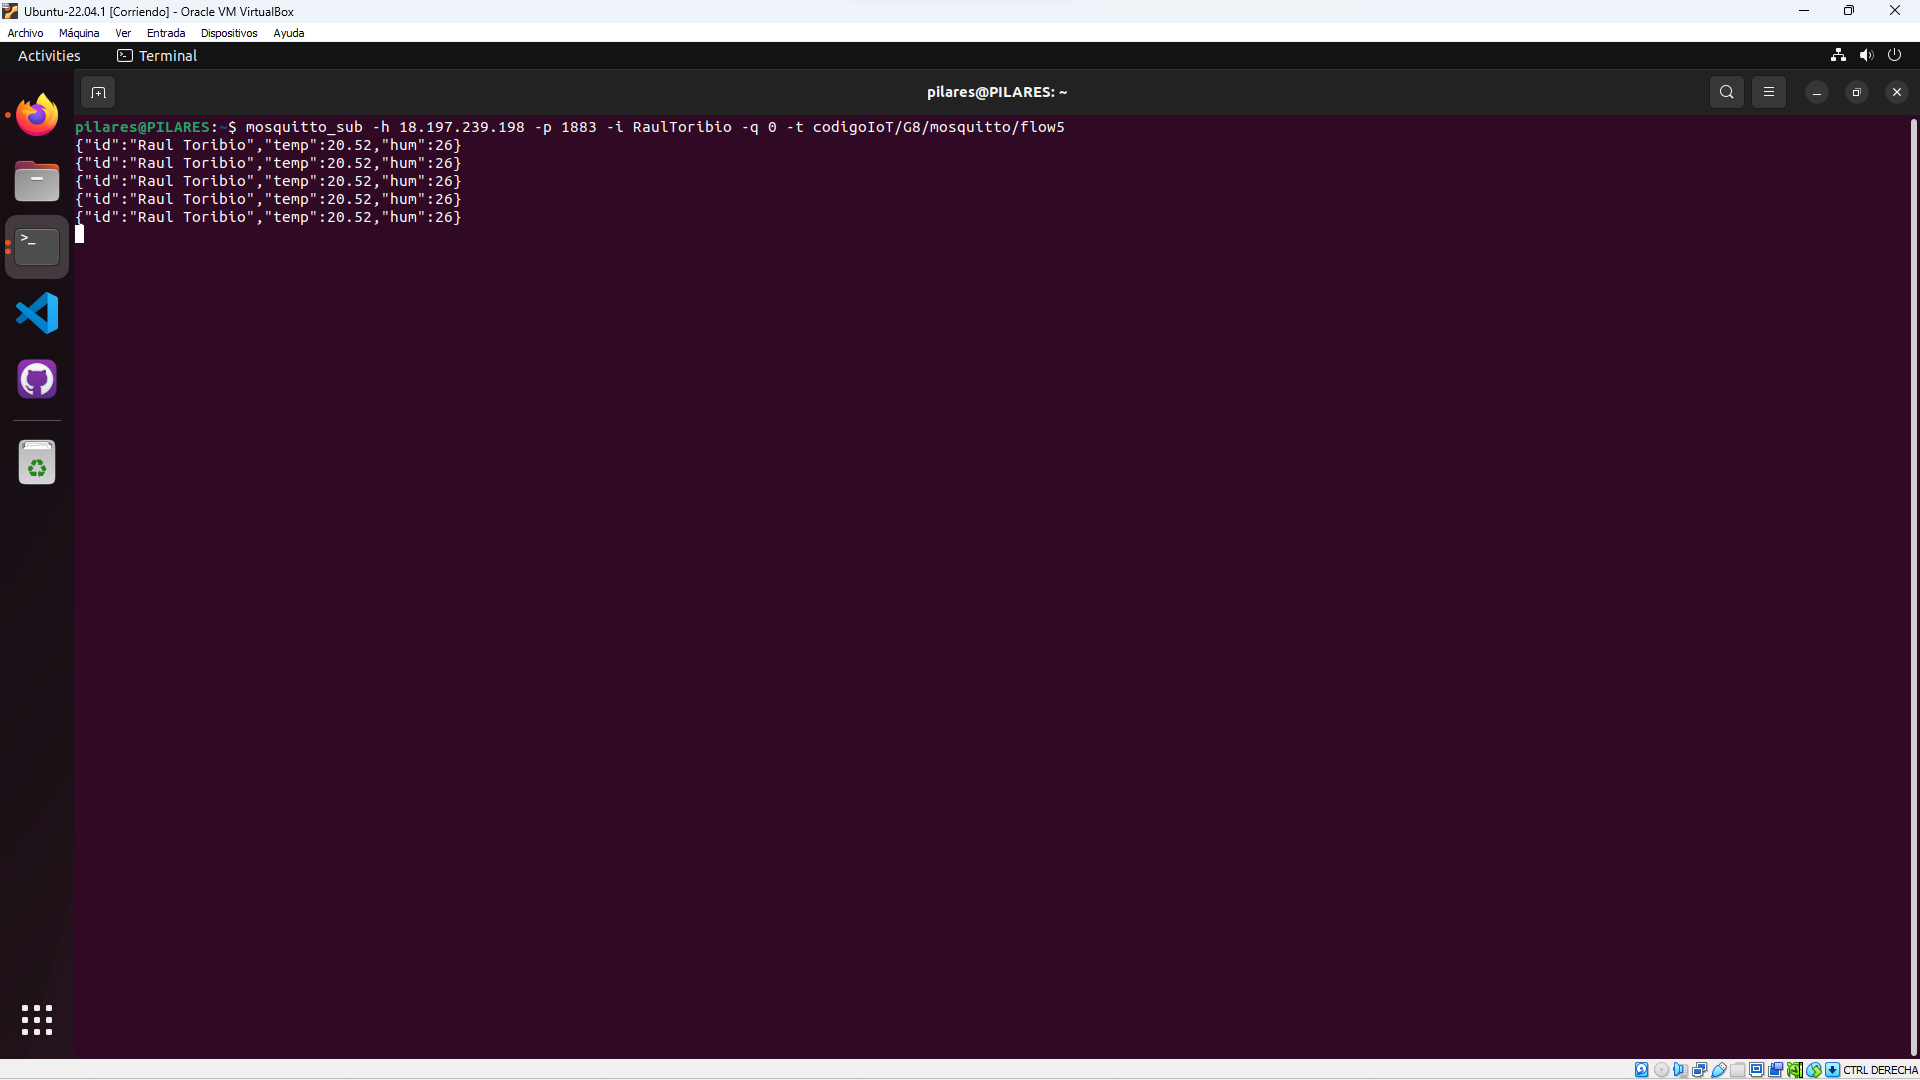 Ubuntu-22.04.1 [Corriendo] - Oracle VM VirtualBox
Archivo Máquina Ver Entrada Dispositivos Ayuda
Activities Terminal
pilares@PILARES: ~
pilares@PILARES:~$ mosquitto_sub -h 18.197.239.198 -p 1883 -i RaulToribio -q 0 -t codigoIoT/G8/mosquitto/flow5
{"id":"Raul Toribio","temp":20.52,"hum":26}
{"id":"Raul Toribio","temp":20.52,"hum":26}
{"id":"Raul Toribio","temp":20.52,"hum":26}
{"id":"Raul Toribio","temp":20.52,"hum":26}
{"id":"Raul Toribio","temp":20.52,"hum":26}
CTRL DERECHA